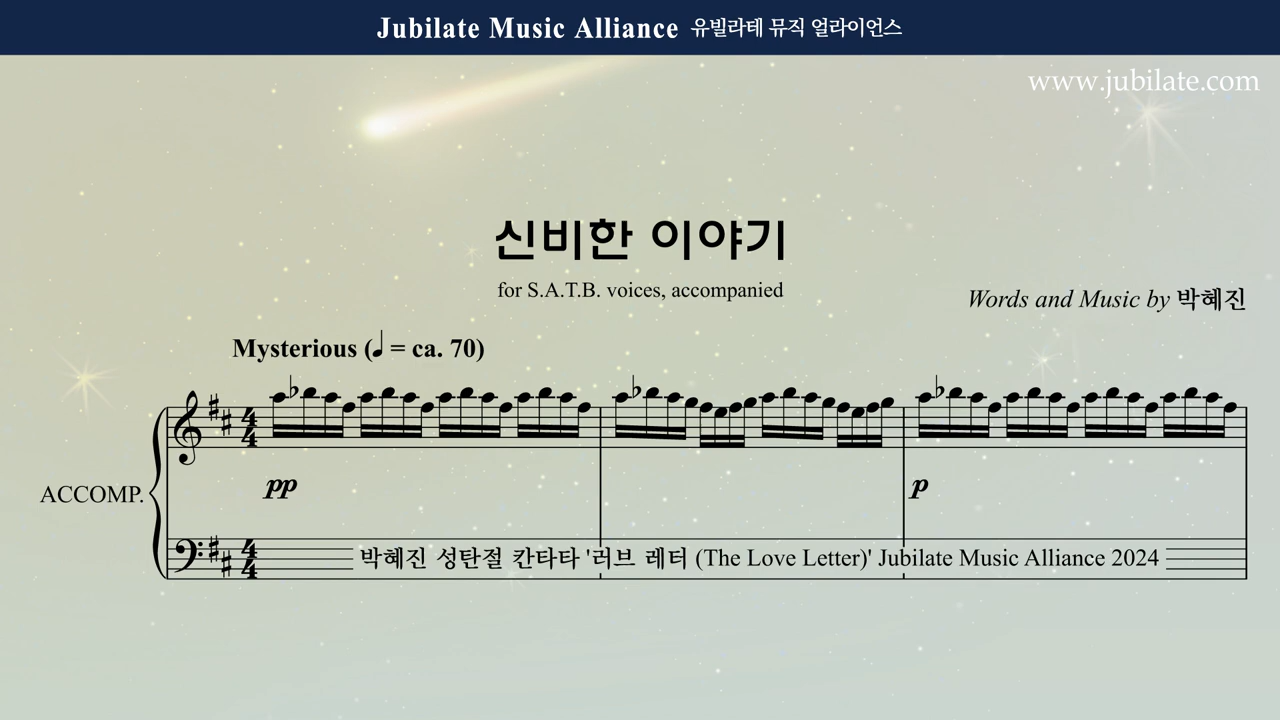 Jubilate Music Alliance 유빌라테 뮤직 얼라이언스
www.jubilate.com
신비한 이야기
for S.A.T.B. voices, accompanied
Words and Music by 박혜진
Mysterious (♩ = ca. 70)
pp
p
ACCOMP.
박혜진 성탄절 칸타타 '러브 레터 (The Love Letter)' Jubilate Music Alliance 2024